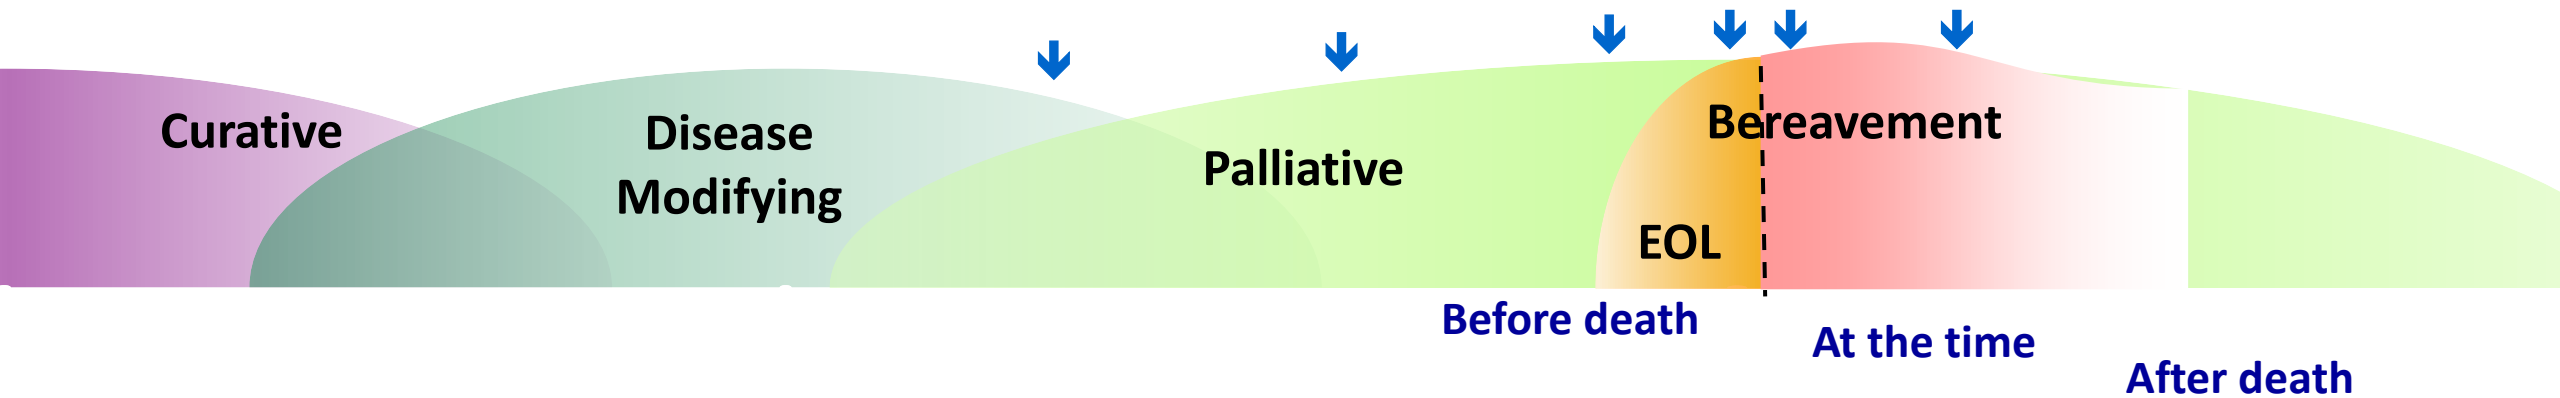 Curative
Disease
Modifying
Palliative
EOL
Bereavement
Before death
At the time
After death